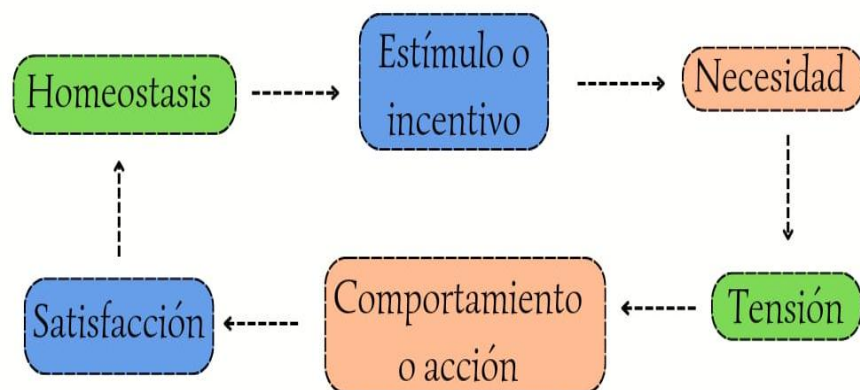 Homeostasis
Estímulo o
incentivo
Necesidad
Tensión
Comportamiento
o acción
Satisfacción